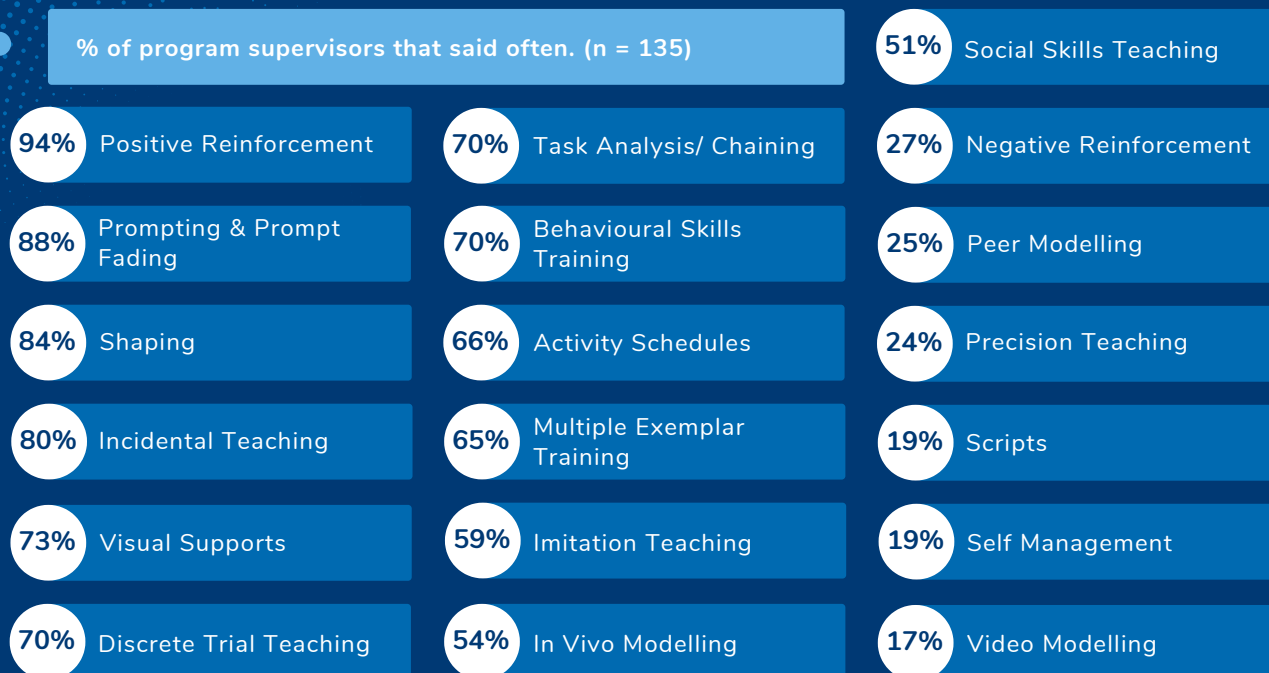 % of program supervisors that said often. (n = 135)
94%
Positive Reinforcement
88%
Prompting & Prompt
Fading
84%
Shaping
80%
Incidental Teaching
73%
Visual Supports
70%
Discrete Trial Teaching
70%
Task Analysis/ Chaining
70%
Behavioural Skills
Training
66%
Activity Schedules
65%
Multiple Exemplar
Training
59%
Imitation Teaching
54%
In Vivo Modelling
51%
Social Skills Teaching
27%
Negative Reinforcement
25%
Peer Modelling
24%
Precision Teaching
19%
Scripts
19%
Self Management
17%
Video Modelling